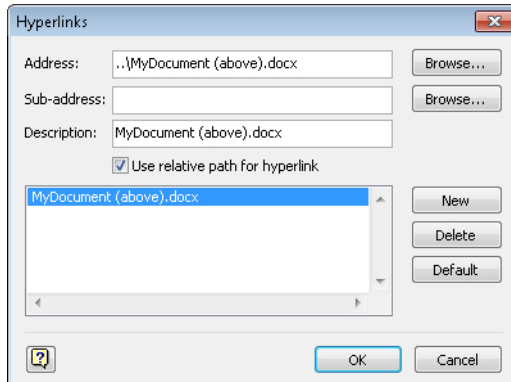 Hyperlinks
Address: ..\MyDocument (above).docx Browse...
Sub-address: Browse...
Description: MyDocument (above).docx
Use relative path for hyperlink
MyDocument (above).docx
New
Delete
Default
OK Cancel